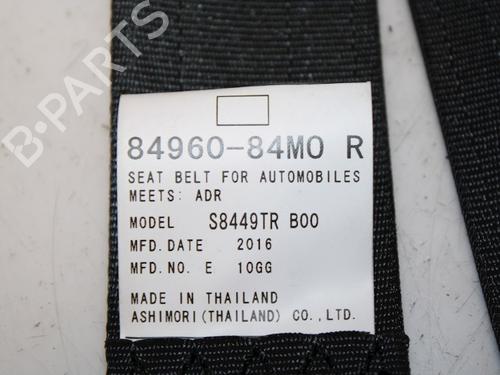 84960-84M0 R
SEAT BELT FOR AUTOMOBILES
MEETS: ADR
MODEL S8449TR B00
MFD.DATE 2016
MFD.NO. E 10GG
MADE IN THAILAND
ASHIMORI(THAILAND) CO.,LTD.
B-PARTS